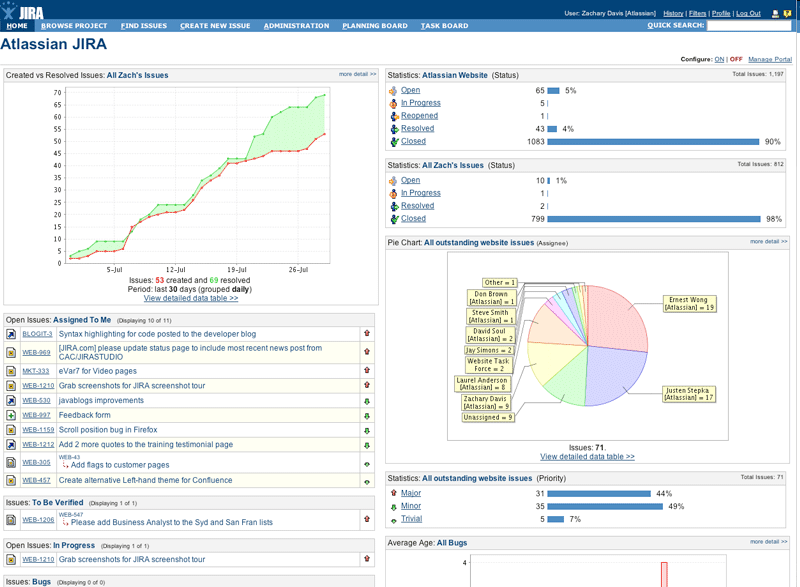 JIRA
User: Zachary Davis [Atlassian] History | Filters | Profile | Log Out
HOME BROWSE PROJECT FIND ISSUES CREATE NEW ISSUE ADMINISTRATION PLANNING BOARD TASK BOARD QUICK SEARCH:
Atlassian JIRA
Configure: ON | OFF Manage Portal
Created vs Resolved Issues: All Zach's Issues more detail >>
70
65
60
55
50
45
40
35
30
25
20
15
10
5
0
5-Jul 12-Jul 19-Jul 26-Jul
Issues: 53 created and 69 resolved
Period: last 30 days (grouped daily)
View detailed data table >>
Open Issues: Assigned To Me (Displaying 10 of 11)
BLOGIT-3 Syntax highlighting for code posted to the developer blog
WEB-969 [JIRA.com] please update status page to include most recent news post from
CAC/JIRASTUDIO
MKT-333 eVar7 for Video pages
WEB-1210 Grab screenshots for JIRA screenshot tour
WEB-530 javablogs improvements
WEB-997 Feedback form
WEB-1159 Scroll position bug in Firefox
WEB-1212 Add 2 more quotes to the training testimonial page
WEB-43
WEB-305 Add flags to customer pages
WEB-457 Create alternative Left-hand theme for Confluence
Issues: To Be Verified (Displaying 1 of 1)
WEB-547
WEB-1206 Please add Business Analyst to the Syd and San Fran lists
Open Issues: In Progress (Displaying 1 of 1)
WEB-1210 Grab screenshots for JIRA screenshot tour
Issues: Bugs (Displaying 0 of 0)
Statistics: Atlassian Website (Status) Total Issues: 1,197
Open 65 5%
In Progress 5
Reopened 1
Resolved 43 4%
Closed 1083 90%
Statistics: All Zach's Issues (Status) Total Issues: 812
Open 10 1%
In Progress 1
Resolved 2
Closed 799 98%
Pie Chart: All outstanding website issues (Assignee) more detail >>
Other = 1
Don Brown
[Atlassian] = 1
Steve Smith
[Atlassian] = 1
David Soul
[Atlassian] = 2
Jay Simons = 2
Website Task
Force = 2
Laurel Anderson
[Atlassian] = 8
Zachary Davis
[Atlassian] = 9
Unassigned = 9
Ernest Wong
[Atlassian] = 19
Justen Stepka
[Atlassian] = 17
Issues: 71.
View detailed data table >>
Statistics: All outstanding website issues (Priority) Total Issues: 71
Major 31 44%
Minor 35 49%
Trivial 5 7%
Average Age: All Bugs more detail >>
4